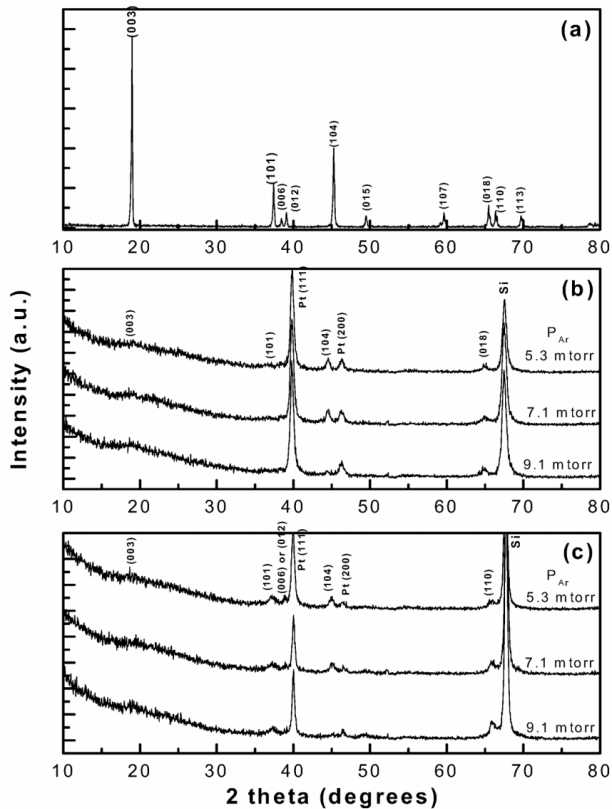 (a)
(003)
(101)
(006)
(012)
(104)
(015)
(107)
(018)
(110)
(113)
10 20 30 40 50 60 70 80
(b)
(003)
(101)
Pt (111)
(104)
Pt (200)
(018)
Si
P Ar
5.3 mtorr
7.1 mtorr
9.1 mtorr
10 20 30 40 50 60 70 80
Intensity (a.u.)
(c)
(003)
(101)
(006) or (012)
Pt (111)
(104)
Pt (200)
(110)
Si
P Ar
5.3 mtorr
7.1 mtorr
9.1 mtorr
10 20 30 40 50 60 70 80
2 theta (degrees)